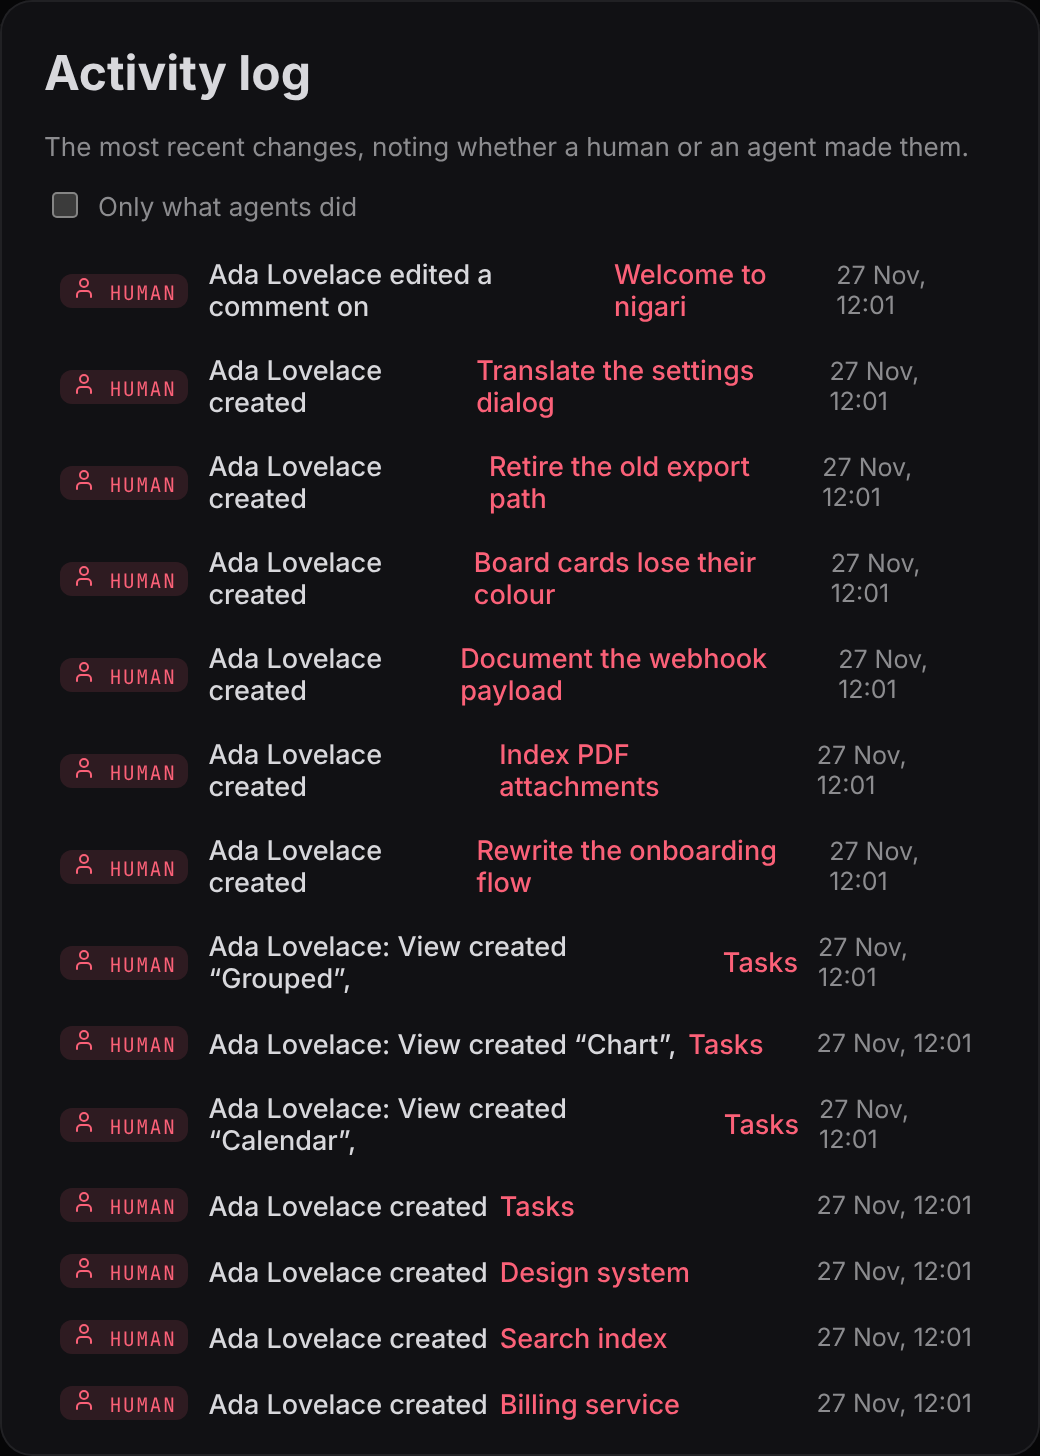 Activity log
The most recent changes, noting whether a human or an agent made them.
Only what agents did
HUMAN Ada Lovelace edited a comment on Welcome to nigari 27 Nov, 12:01
HUMAN Ada Lovelace created Translate the settings dialog 27 Nov, 12:01
HUMAN Ada Lovelace created Retire the old export path 27 Nov, 12:01
HUMAN Ada Lovelace created Board cards lose their colour 27 Nov, 12:01
HUMAN Ada Lovelace created Document the webhook payload 27 Nov, 12:01
HUMAN Ada Lovelace created Index PDF attachments 27 Nov, 12:01
HUMAN Ada Lovelace created Rewrite the onboarding flow 27 Nov, 12:01
HUMAN Ada Lovelace: View created “Grouped”, Tasks 27 Nov, 12:01
HUMAN Ada Lovelace: View created “Chart”, Tasks 27 Nov, 12:01
HUMAN Ada Lovelace: View created “Calendar”, Tasks 27 Nov, 12:01
HUMAN Ada Lovelace created Tasks 27 Nov, 12:01
HUMAN Ada Lovelace created Design system 27 Nov, 12:01
HUMAN Ada Lovelace created Search index 27 Nov, 12:01
HUMAN Ada Lovelace created Billing service 27 Nov, 12:01